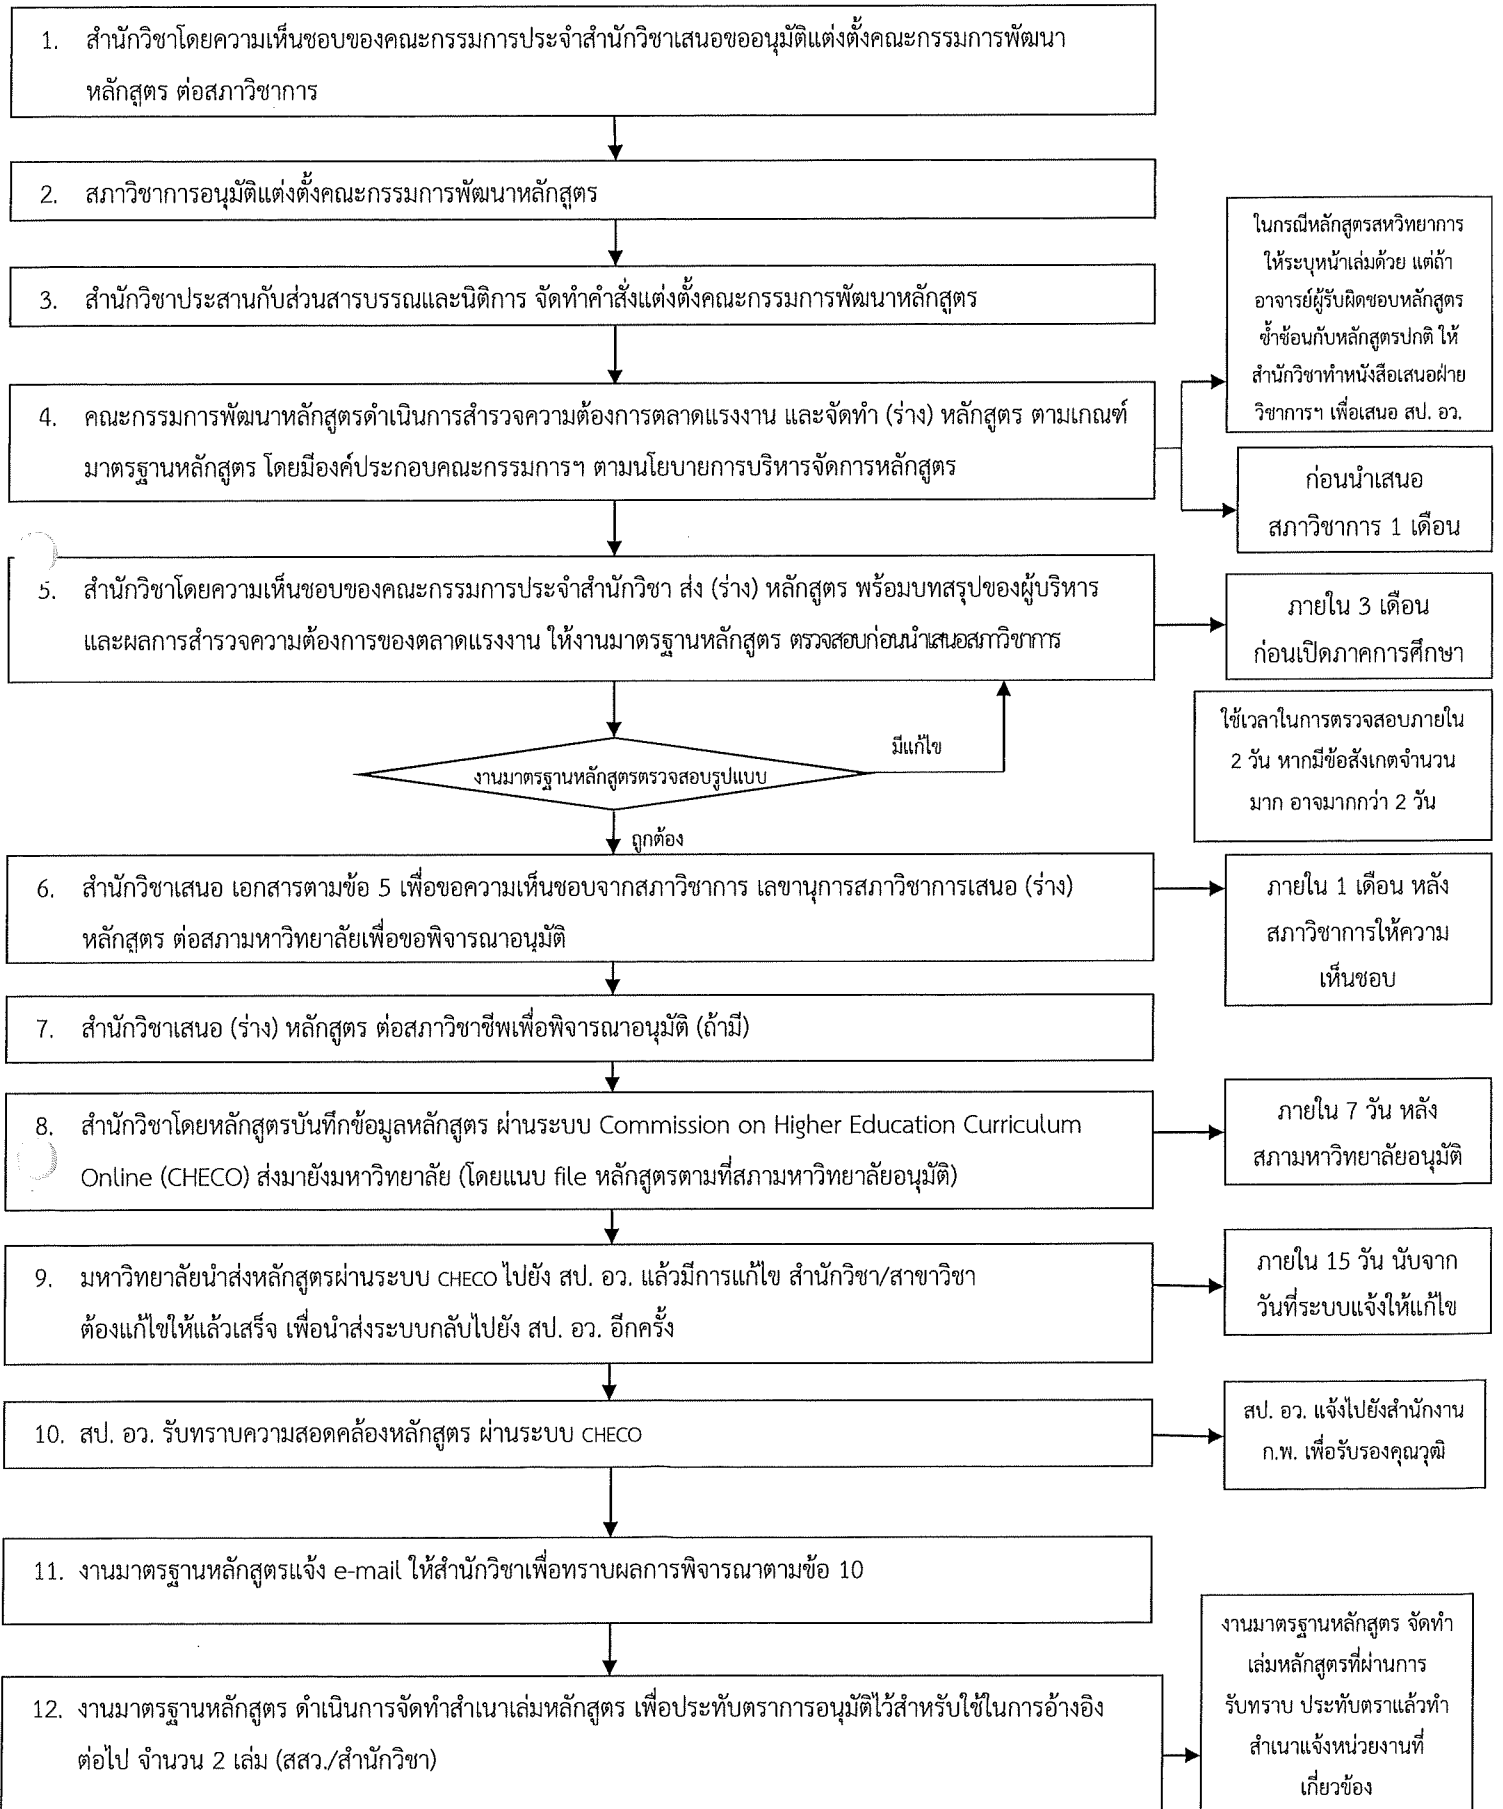 1. สำนักวิชาโดยความเห็นชอบของคณะกรรมการประจำสำนักวิชาเสนอขออนุมัติแต่งตั้งคณะกรรมการพัฒนา
หลักสูตร ต่อสภาวิชาการ
2. สภาวิชาการอนุมัติแต่งตั้งคณะกรรมการพัฒนาหลักสูตร
3. สำนักวิชาประสานกับส่วนสารบรรณและนิติการ จัดทำคำสั่งแต่งตั้งคณะกรรมการพัฒนาหลักสูตร
ในกรณีหลักสูตรสหวิทยาการ
ให้ระบุหน้าเล่มด้วย แต่ถ้า
อาจารย์ผู้รับผิดชอบหลักสูตร
ซ้ำซ้อนกับหลักสูตรปกติ ให้
สำนักวิชาทำหนังสือเสนอฝ่าย
วิชาการฯ เพื่อเสนอ สป. อว.
4. คณะกรรมการพัฒนาหลักสูตรดำเนินการสำรวจความต้องการตลาดแรงงาน และจัดทำ (ร่าง) หลักสูตร ตามเกณฑ์
มาตรฐานหลักสูตร โดยมีองค์ประกอบคณะกรรมการฯ ตามนโยบายการบริหารจัดการหลักสูตร
ก่อนนำเสนอ
สภาวิชาการ 1 เดือน
5. สำนักวิชาโดยความเห็นชอบของคณะกรรมการประจำสำนักวิชา ส่ง (ร่าง) หลักสูตร พร้อมบทสรุปของผู้บริหาร
และผลการสำรวจความต้องการของตลาดแรงงาน ให้งานมาตรฐานหลักสูตร ตรวจสอบก่อนนำเสนอสภาวิชาการ
ภายใน 3 เดือน
ก่อนเปิดภาคการศึกษา
มีแก้ไข
งานมาตรฐานหลักสูตรตรวจสอบรูปแบบ
ถูกต้อง
ใช้เวลาในการตรวจสอบภายใน
2 วัน หากมีข้อสังเกตจำนวน
มาก อาจมากกว่า 2 วัน
6. สำนักวิชาเสนอ เอกสารตามข้อ 5 เพื่อขอความเห็นชอบจากสภาวิชาการ เลขานุการสภาวิชาการเสนอ (ร่าง)
หลักสูตร ต่อสภามหาวิทยาลัยเพื่อขอพิจารณาอนุมัติ
ภายใน 1 เดือน หลัง
สภาวิชาการให้ความ
เห็นชอบ
7. สำนักวิชาเสนอ (ร่าง) หลักสูตร ต่อสภาวิชาชีพเพื่อพิจารณาอนุมัติ (ถ้ามี)
8. สำนักวิชาโดยหลักสูตรบันทึกข้อมูลหลักสูตร ผ่านระบบ Commission on Higher Education Curriculum
Online (CHECO) ส่งมายังมหาวิทยาลัย (โดยแนบ file หลักสูตรตามที่สภามหาวิทยาลัยอนุมัติ)
ภายใน 7 วัน หลัง
สภามหาวิทยาลัยอนุมัติ
9. มหาวิทยาลัยนำส่งหลักสูตรผ่านระบบ CHECO ไปยัง สป. อว. แล้วมีการแก้ไข สำนักวิชา/สาขาวิชา
ต้องแก้ไขให้แล้วเสร็จ เพื่อนำส่งระบบกลับไปยัง สป. อว. อีกครั้ง
ภายใน 15 วัน นับจาก
วันที่ระบบแจ้งให้แก้ไข
10. สป. อว. รับทราบความสอดคล้องหลักสูตร ผ่านระบบ CHECO
สป. อว. แจ้งไปยังสำนักงาน
ก.พ. เพื่อรับรองคุณวุฒิ
11. งานมาตรฐานหลักสูตรแจ้ง e-mail ให้สำนักวิชาเพื่อทราบผลการพิจารณาตามข้อ 10
12. งานมาตรฐานหลักสูตร ดำเนินการจัดทำสำเนาเล่มหลักสูตร เพื่อประทับตราการอนุมัติไว้สำหรับใช้ในการอ้างอิง
ต่อไป จำนวน 2 เล่ม (สสว./สำนักวิชา)
งานมาตรฐานหลักสูตร จัดทำ
เล่มหลักสูตรที่ผ่านการ
รับทราบ ประทับตราแล้วทำ
สำเนาแจ้งหน่วยงานที่
เกี่ยวข้อง